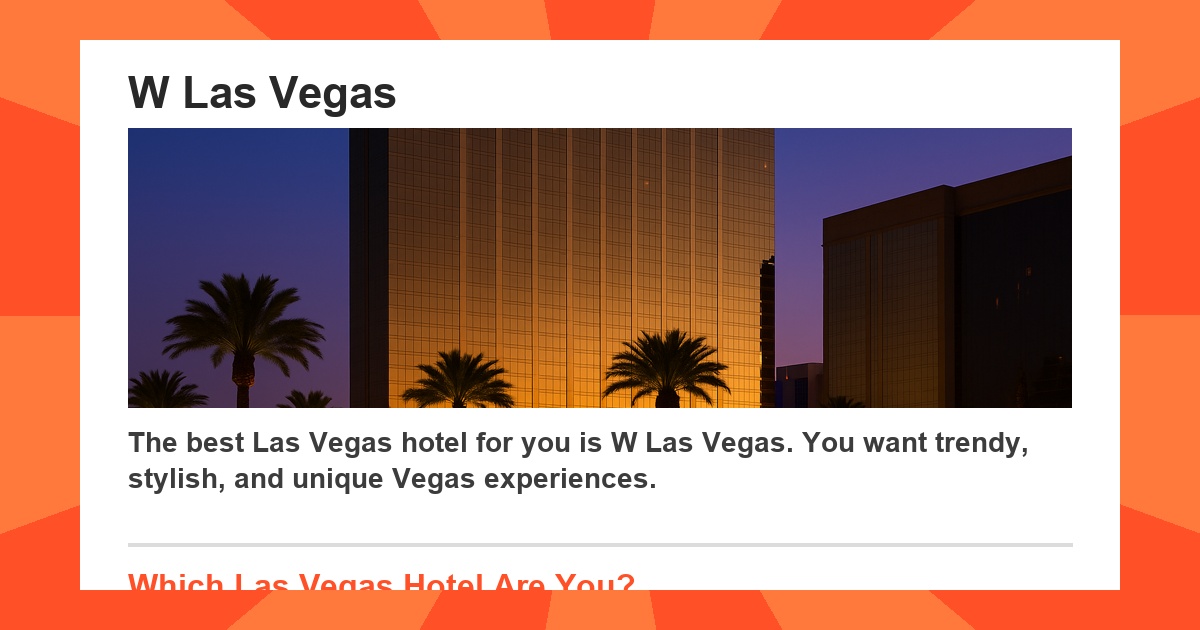 W Las Vegas
The best Las Vegas hotel for you is W Las Vegas. You want trendy,
stylish, and unique Vegas experiences.
Which Las Vegas Hotel Are You?